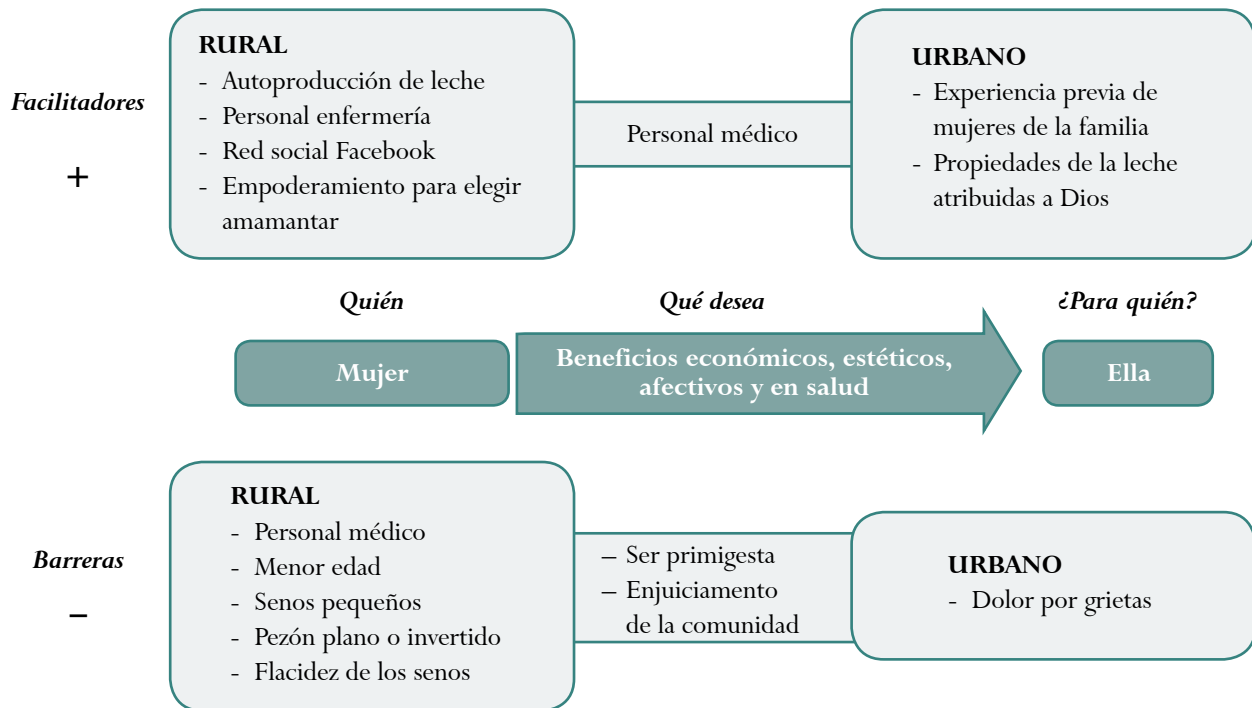 Facilitadores
+
RURAL
- Autoproducción de leche
- Personal enfermería
- Red social Facebook
- Empoderamiento para elegir
amamantar
Personal médico
URBANO
- Experiencia previa de
mujeres de la familia
- Propiedades de la leche
atribuidas a Dios
Quién
Qué desea
¿Para quién?
Mujer
Beneficios económicos, estéticos,
afectivos y en salud
Ella
Barreras
–
RURAL
- Personal médico
- Menor edad
- Senos pequeños
- Pezón plano o invertido
- Flacidez de los senos
– Ser primigesta
– Enjuiciamento
de la comunidad
URBANO
- Dolor por grietas